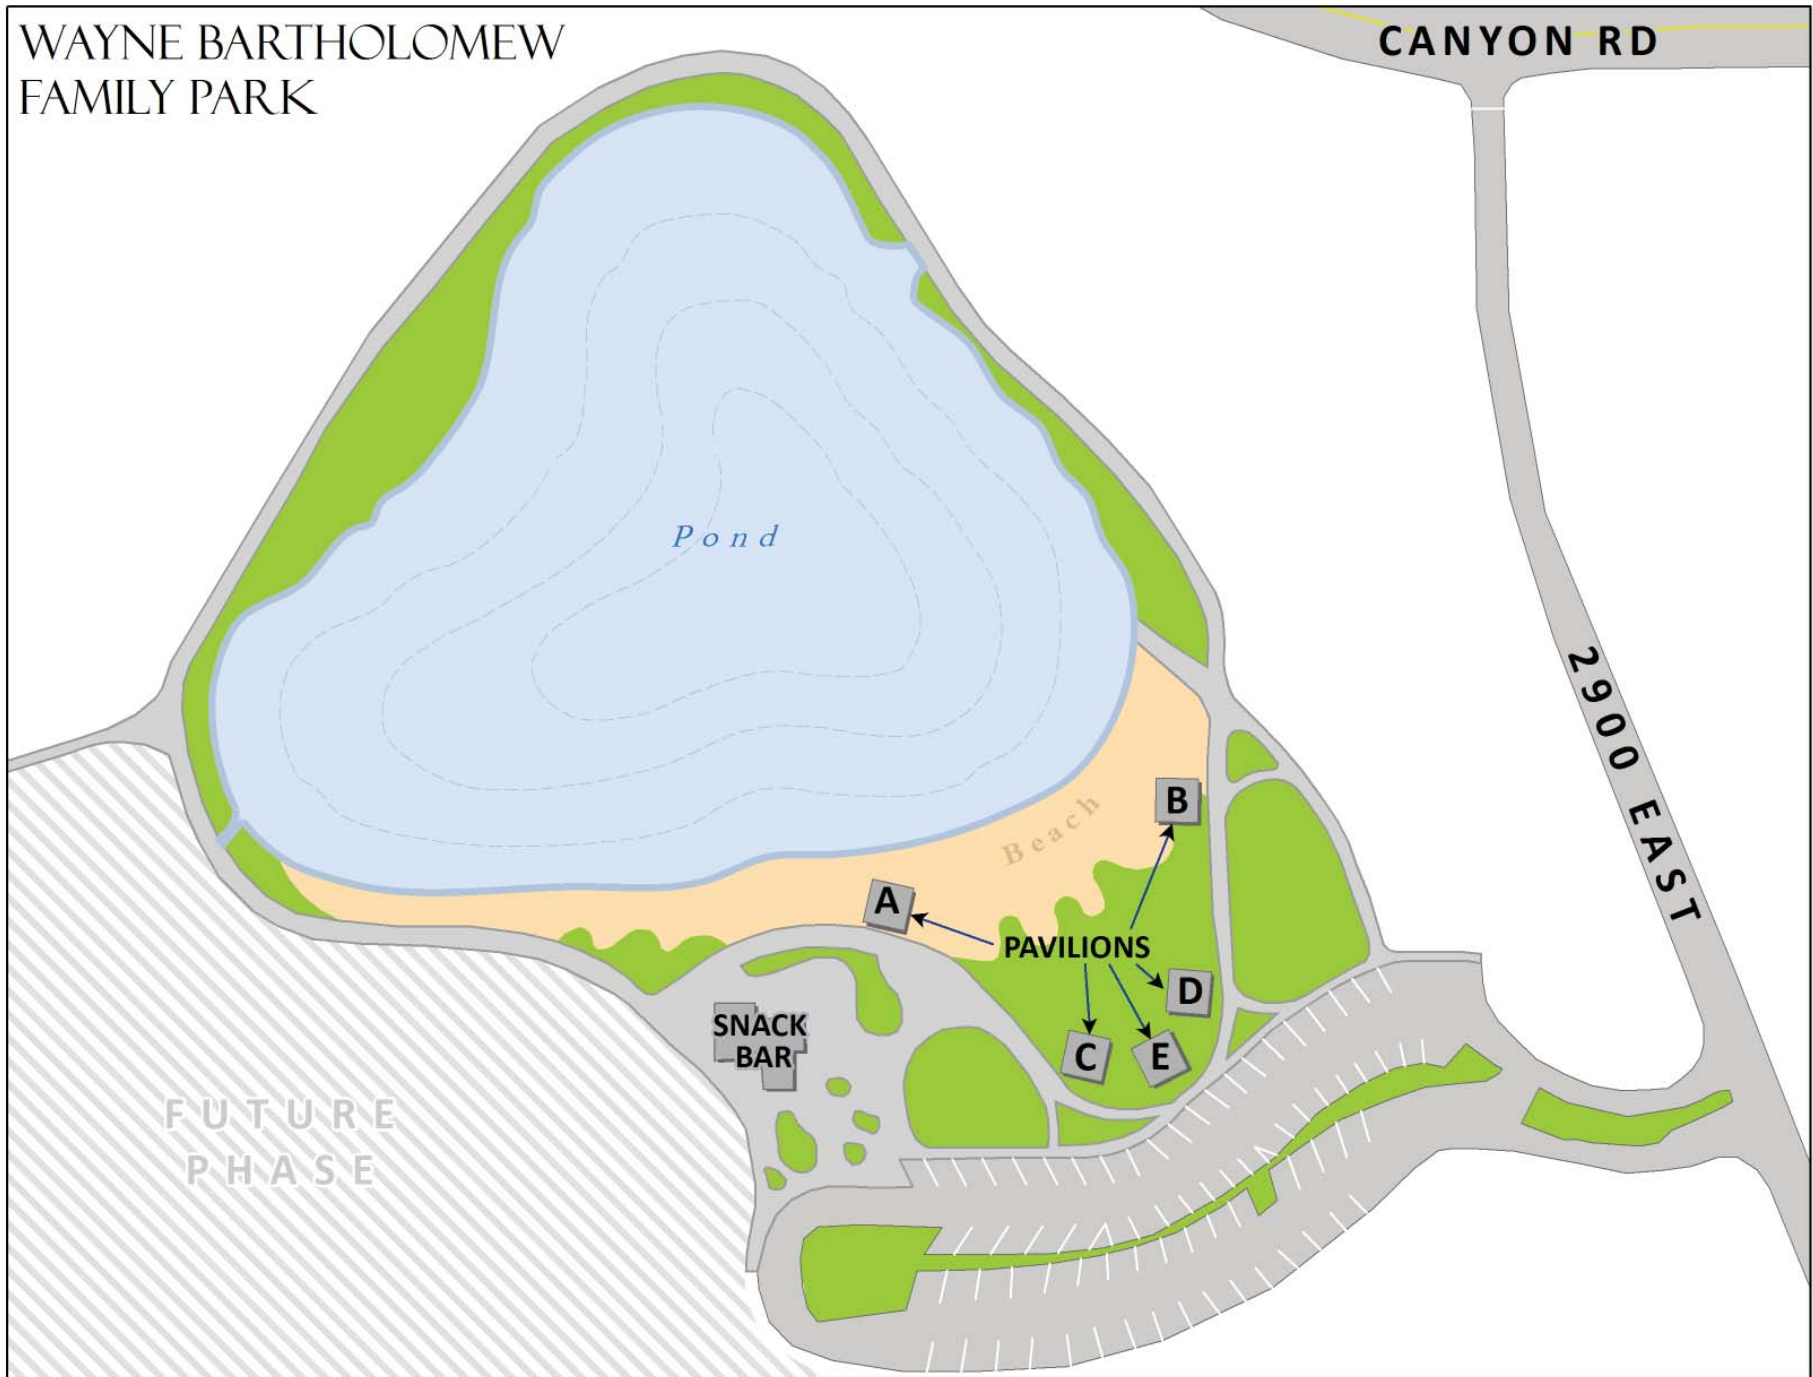 WAYNE BARTHOLOMEW
FAMILY PARK
CANYON RD
Pond
2900 EAST
B
Beach
A
PAVILIONS
D
SNACK
BAR
C
E
FUTURE
PHASE